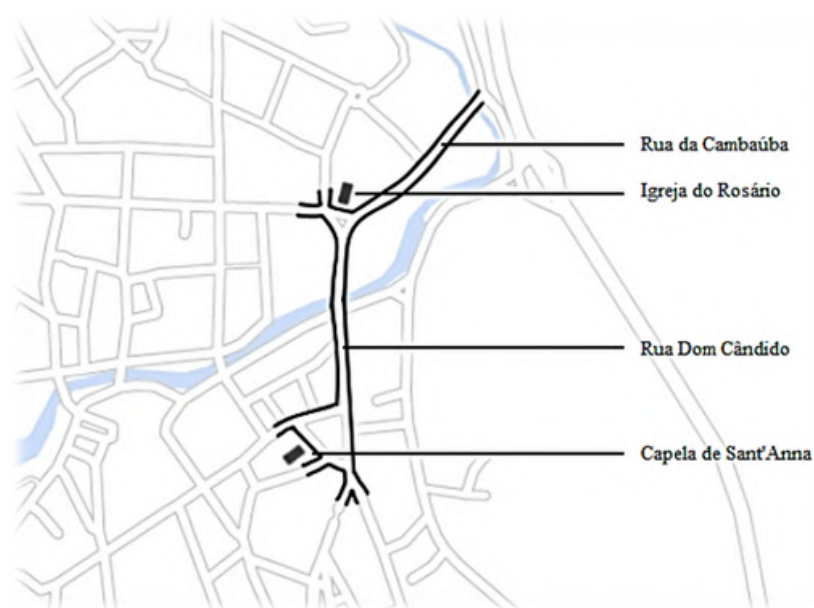 Rua da Cambaúba
Igreja do Rosário
Rua Dom Cândido
Capela de Sant'Anna